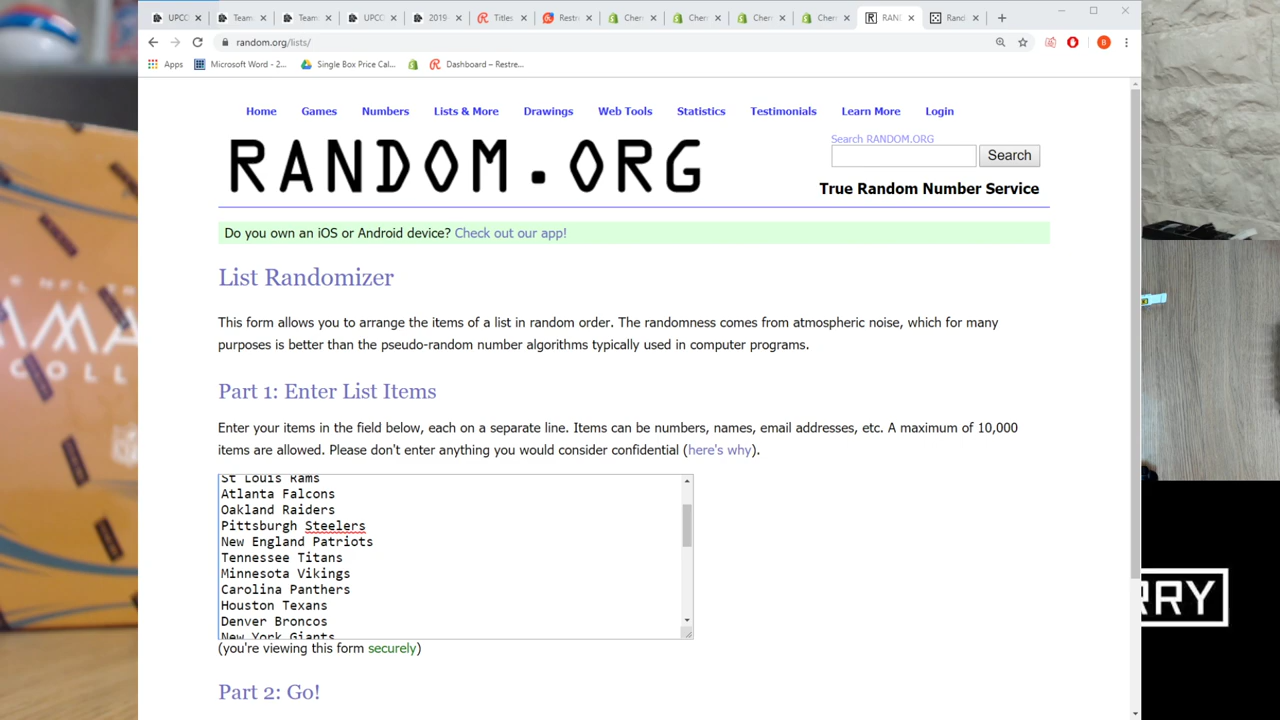 UPCC
Team
Team
UPCC
2019
Titles
Restre
Cherr
Cherr
Cherr
Cherr
RAND
Rand
random.org/lists/
Apps
Microsoft Word - 2...
Single Box Price Cal...
Dashboard – Restre...
Home
Games
Numbers
Lists & More
Drawings
Web Tools
Statistics
Testimonials
Learn More
Login
RANDOM.ORG
Search RANDOM.ORG
Search
True Random Number Service
Do you own an iOS or Android device? Check out our app!
List Randomizer
This form allows you to arrange the items of a list in random order. The randomness comes from atmospheric noise, which for many
purposes is better than the pseudo-random number algorithms typically used in computer programs.
Part 1: Enter List Items
Enter your items in the field below, each on a separate line. Items can be numbers, names, email addresses, etc. A maximum of 10,000
items are allowed. Please don't enter anything you would consider confidential (here's why).
St Louis Rams
Atlanta Falcons
Oakland Raiders
Pittsburgh Steelers
New England Patriots
Tennessee Titans
Minnesota Vikings
Carolina Panthers
Houston Texans
Denver Broncos
New York Giants
(you're viewing this form securely)
Part 2: Go!
RRY
NFL
COLL